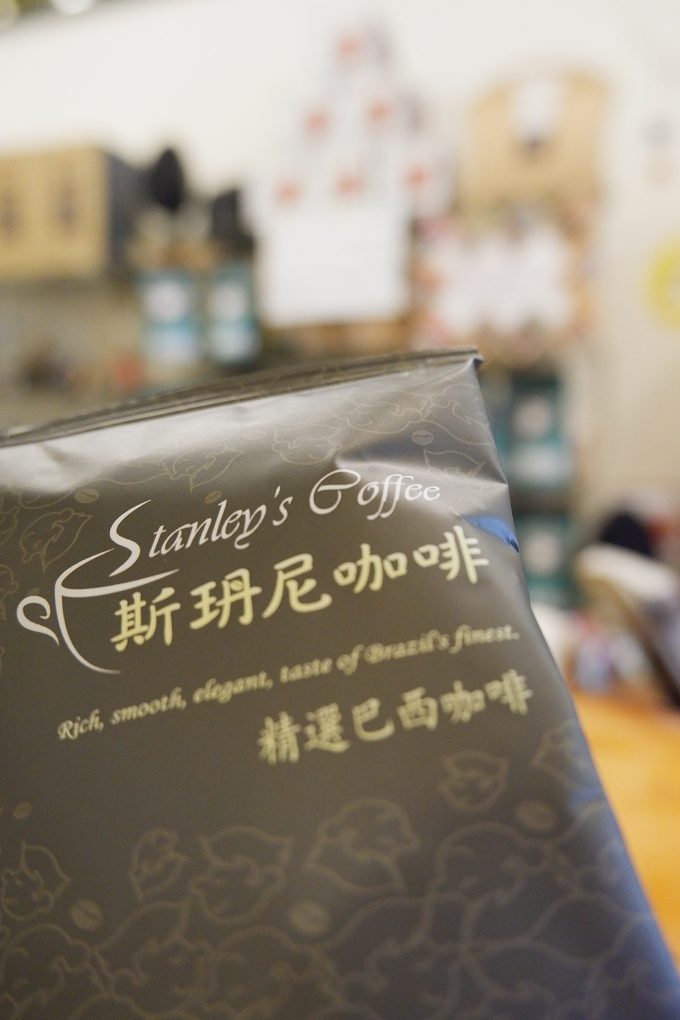 Stanley's Coffee
斯玥尼咖啡
Rich, smooth, elegant, taste of Brazil's finest.
精選巴西咖啡